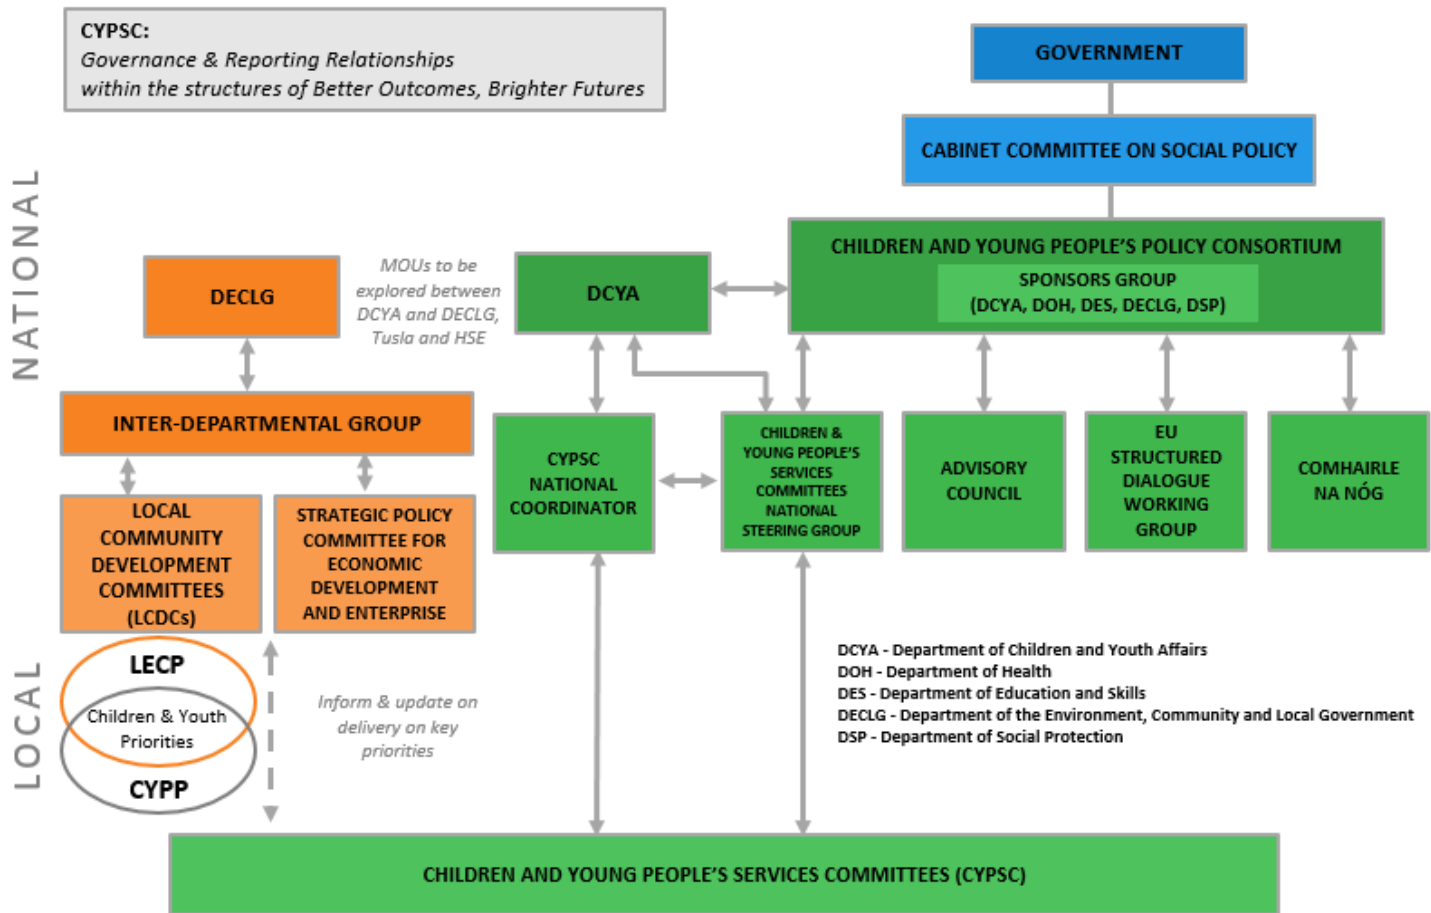 CYPSC:
Governance & Reporting Relationships
within the structures of Better Outcomes, Brighter Futures
GOVERNMENT
CABINET COMMITTEE ON SOCIAL POLICY
NATIONAL
CHILDREN AND YOUNG PEOPLE'S POLICY CONSORTIUM
SPONSORS GROUP
(DCYA, DOH, DES, DECLG, DSP)
DECLG
MOUs to be
explored between
DCYA and DECLG,
Tusla and HSE
DCYA
INTER-DEPARTMENTAL GROUP
CYPSC
NATIONAL
COORDINATOR
CHILDREN &
YOUNG PEOPLE'S
SERVICES
COMMITTEES
NATIONAL
STEERING GROUP
ADVISORY
COUNCIL
EU
STRUCTURED
DIALOGUE
WORKING
GROUP
COMHAIRLE
NA NÓG
LOCAL
COMMUNITY
DEVELOPMENT
COMMITTEES
(LCDCs)
STRATEGIC POLICY
COMMITTEE FOR
ECONOMIC
DEVELOPMENT
AND ENTERPRISE
LOCAL
LECP
Children & Youth
Priorities
CYPP
Inform & update on
delivery on key
priorities
DCYA - Department of Children and Youth Affairs
DOH - Department of Health
DES - Department of Education and Skills
DECLG - Department of the Environment, Community and Local Government
DSP - Department of Social Protection
CHILDREN AND YOUNG PEOPLE'S SERVICES COMMITTEES (CYPSC)